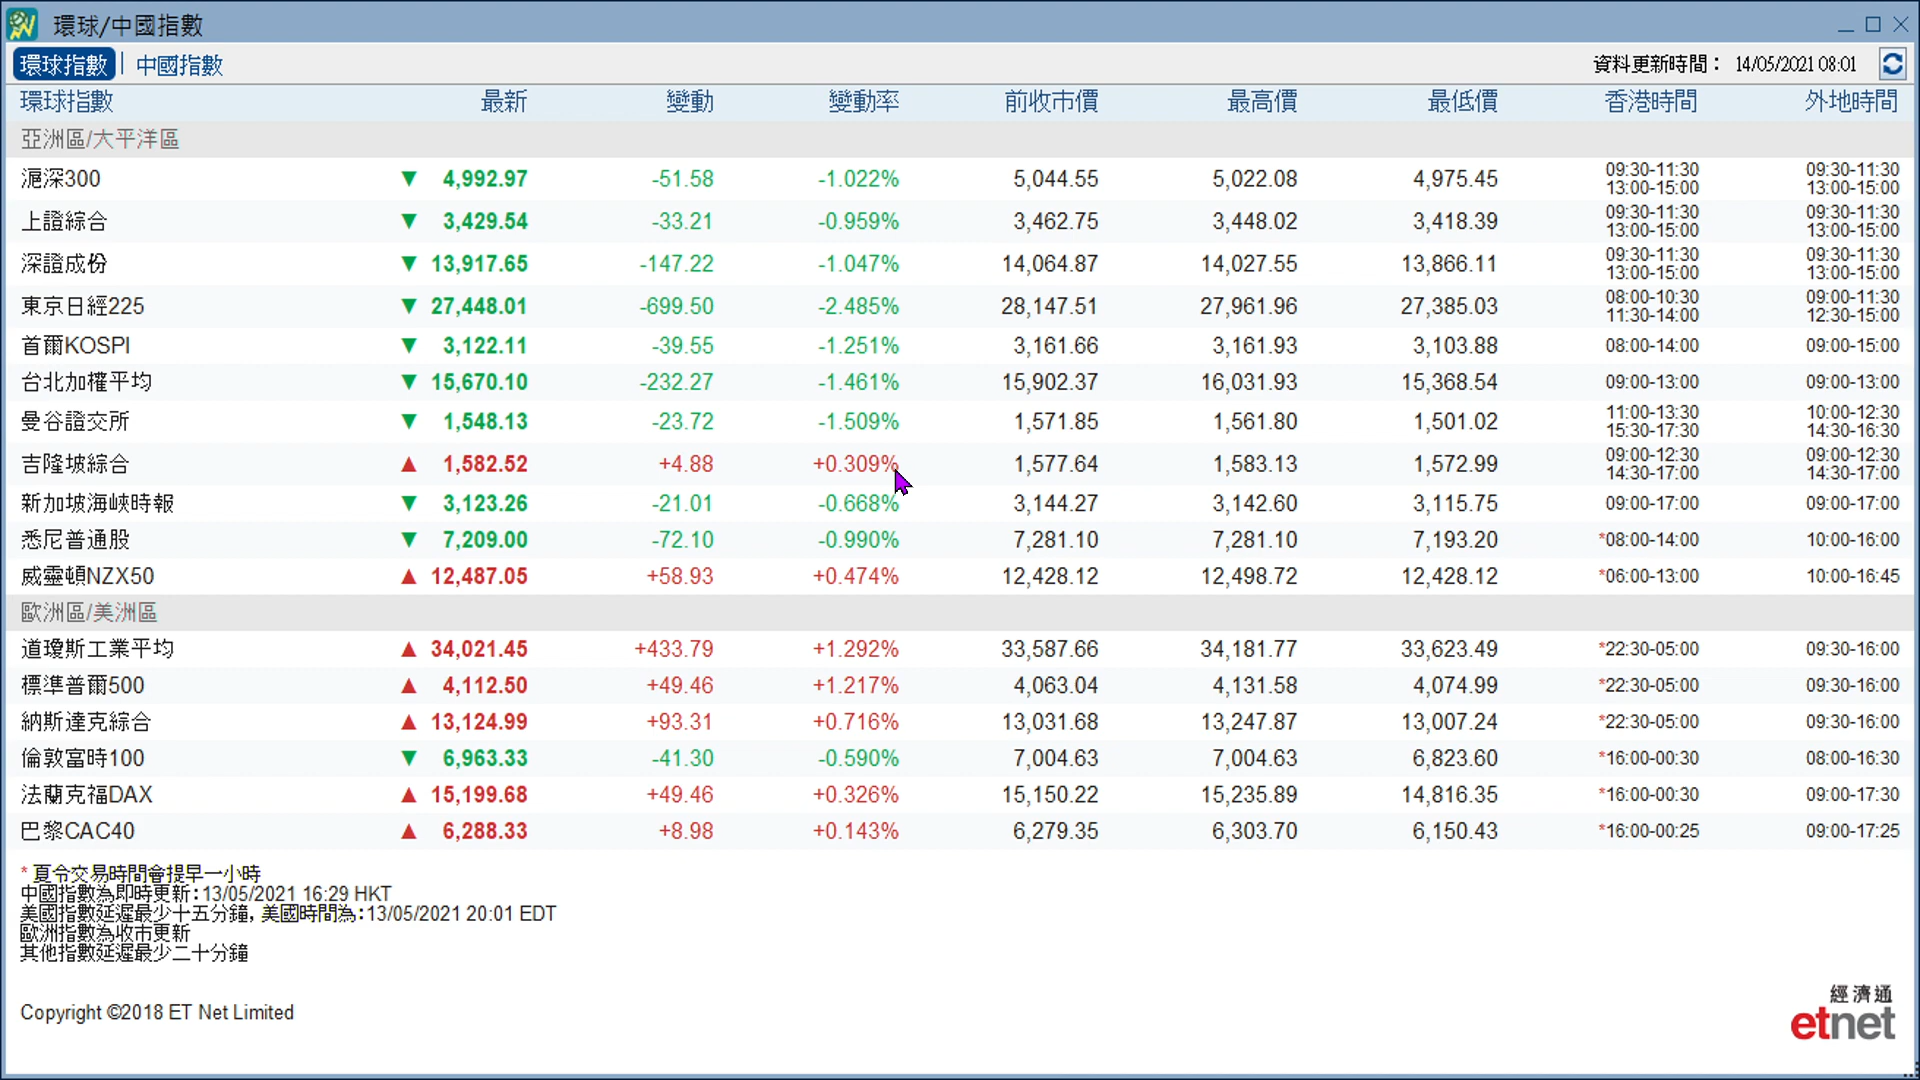 環球/中國指數
環球指數 | 中國指數 資料更新時間： 14/05/2021 08:01
環球指數 最新 變動 變動率 前收市價 最高價 最低價 香港時間 外地時間
亞洲區/大平洋區
滬深300 ▼ 4,992.97 -51.58 -1.022% 5,044.55 5,022.08 4,975.45 09:30-11:30 09:30-11:30
13:00-15:00 13:00-15:00
上證綜合 ▼ 3,429.54 -33.21 -0.959% 3,462.75 3,448.02 3,418.39 09:30-11:30 09:30-11:30
13:00-15:00 13:00-15:00
深證成份 ▼ 13,917.65 -147.22 -1.047% 14,064.87 14,027.55 13,866.11 09:30-11:30 09:30-11:30
13:00-15:00 13:00-15:00
東京日經225 ▼ 27,448.01 -699.50 -2.485% 28,147.51 27,961.96 27,385.03 08:00-10:30 09:00-11:30
11:30-14:00 12:30-15:00
首爾KOSPI ▼ 3,122.11 -39.55 -1.251% 3,161.66 3,161.93 3,103.88 08:00-14:00 09:00-15:00
台北加權平均 ▼ 15,670.10 -232.27 -1.461% 15,902.37 16,031.93 15,368.54 09:00-13:00 09:00-13:00
曼谷證交所 ▼ 1,548.13 -23.72 -1.509% 1,571.85 1,561.80 1,501.02 11:00-13:30 10:00-12:30
15:30-17:30 14:30-16:30
吉隆坡綜合 ▲ 1,582.52 +4.88 +0.309% 1,577.64 1,583.13 1,572.99 09:00-12:30 09:00-12:30
14:30-17:00 14:30-17:00
新加坡海峽時報 ▼ 3,123.26 -21.01 -0.668% 3,144.27 3,142.60 3,115.75 09:00-17:00 09:00-17:00
悉尼普通股 ▼ 7,209.00 -72.10 -0.990% 7,281.10 7,281.10 7,193.20 *08:00-14:00 10:00-16:00
威靈頓NZX50 ▲ 12,487.05 +58.93 +0.474% 12,428.12 12,498.72 12,428.12 *06:00-13:00 10:00-16:45
歐洲區/美洲區
道瓊斯工業平均 ▲ 34,021.45 +433.79 +1.292% 33,587.66 34,181.77 33,623.49 *22:30-05:00 09:30-16:00
標準普爾500 ▲ 4,112.50 +49.46 +1.217% 4,063.04 4,131.58 4,074.99 *22:30-05:00 09:30-16:00
納斯達克綜合 ▲ 13,124.99 +93.31 +0.716% 13,031.68 13,247.87 13,007.24 *22:30-05:00 09:30-16:00
倫敦富時100 ▼ 6,963.33 -41.30 -0.590% 7,004.63 7,004.63 6,823.60 *16:00-00:30 08:00-16:30
法蘭克福DAX ▲ 15,199.68 +49.46 +0.326% 15,150.22 15,235.89 14,816.35 *16:00-00:30 09:00-17:30
巴黎CAC40 ▲ 6,288.33 +8.98 +0.143% 6,279.35 6,303.70 6,150.43 *16:00-00:25 09:00-17:25
* 夏令交易時間會提早一小時
中國指數為即時更新：13/05/2021 16:29 HKT
美國指數延遲最少十五分鐘，美國時間為：13/05/2021 20:01 EDT
歐洲指數為收市更新
其他指數延遲最少二十分鐘
Copyright ©2018 ET Net Limited
經濟通
etnet